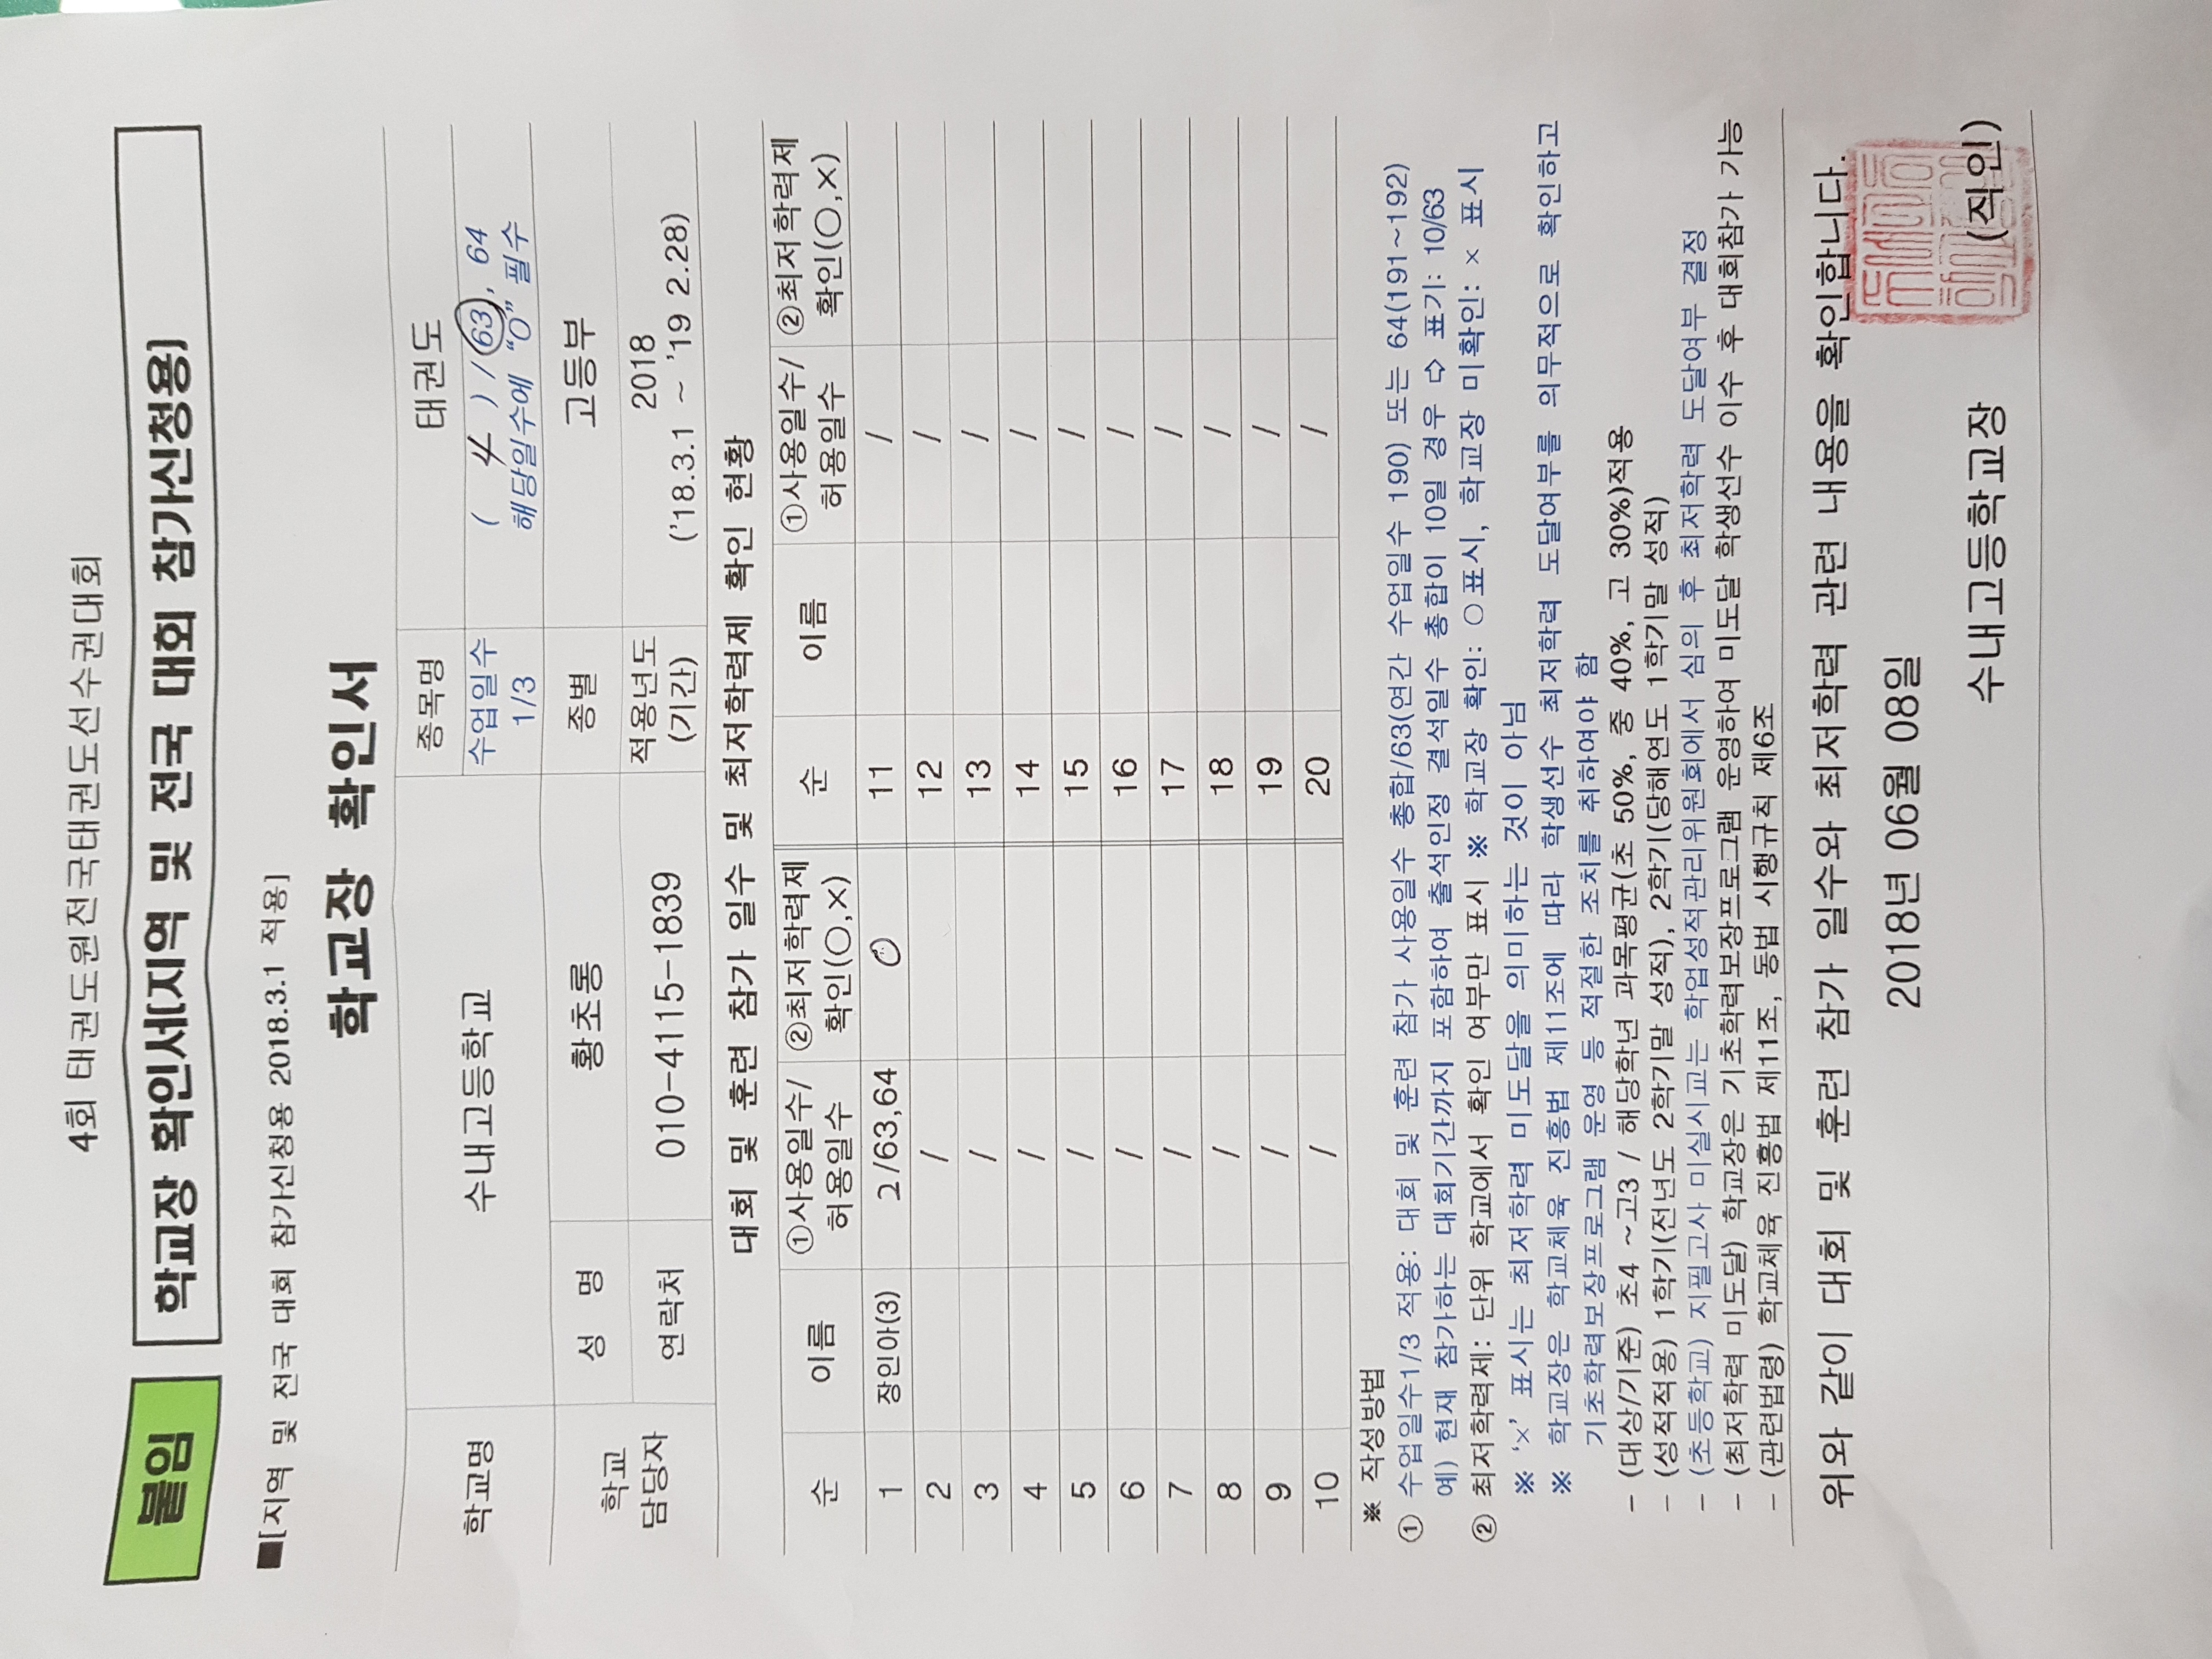 4회 태권도원전국태권도선수권대회
붙임 학교장 확인서(지역 및 전국 대회 참가신청용)
■[지역 및 전국 대회 참가신청용 2018.3.1 적용]
학교장 확인서
학교명 수내고등학교 종목명 태권도
수업일수 1/3 ( 4 ) / 63, 64
해당일수에 “O” 필수
학교 담당자 성 명 황초롱 종별 고등부
연락처 010-4115-1839 적용년도 (기간) 2018
('18.3.1 ~ '19 2.28)
대회 및 훈련 참가 일수 및 최저학력제 확인 현황
순 이름 ①사용일수/허용일수 ②최저학력제 확인(○,×) 순 이름 ①사용일수/허용일수 ②최저학력제 확인(○,×)
1 장인아(3) 2/63,64 O 11 /
2 / 12 /
3 / 13 /
4 / 14 /
5 / 15 /
6 / 16 /
7 / 17 /
8 / 18 /
9 / 19 /
10 / 20 /
※ 작성방법
① 수업일수1/3 적용: 대회 및 훈련 참가 사용일수 총합/63(연간 수업일수 190) 또는 64(191~192)
예) 현재 참가하는 대회기간까지 포함하여 출석인정 결석일수 총합이 10일 경우 ⇨ 표기: 10/63
② 최저학력제: 단위 학교에서 확인 여부만 표시 ※ 학교장 확인: ○표시, 학교장 미확인: × 표시
※ ‘×’ 표시는 최저학력 미도달을 의미하는 것이 아님
※ 학교장은 학교체육 진흥법 제11조에 따라 학생선수 최저학력 도달여부를 의무적으로 확인하고
기초학력보장프로그램 운영 등 적절한 조치를 취하여야 함
- (대상/기준) 초4 ~고3 / 해당학년 과목평균(초 50%, 중 40%, 고 30%)적용
- (성적적용) 1학기(전년도 2학기말 성적), 2학기(당해연도 1학기말 성적)
- (초등학교) 지필고사 미실시교는 학업성적관리위원회에서 심의 후 최저학력 도달여부 결정
- (최저학력 미도달) 학교장은 기초학력보장프로그램 운영하여 미도달 학생선수 이수 후 대회참가 가능
- (관련법령) 학교체육 진흥법 제11조, 동법 시행규칙 제6조
위와 같이 대회 및 훈련 참가 일수와 최저학력 관련 내용을 확인합니다.
2018년 06월 08일
수내고등학교장 (직인)